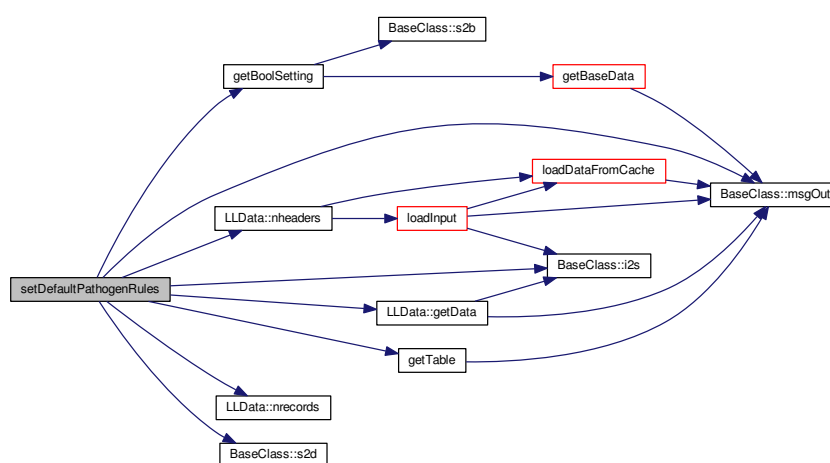 BaseClass::s2b
getBoolSetting
getBaseData
loadDataFromCache
BaseClass::msgOut
LLData::nheaders
loadInput
BaseClass::i2s
setDefaultPathogenRules
LLData::getData
getTable
LLData::nrecords
BaseClass::s2d